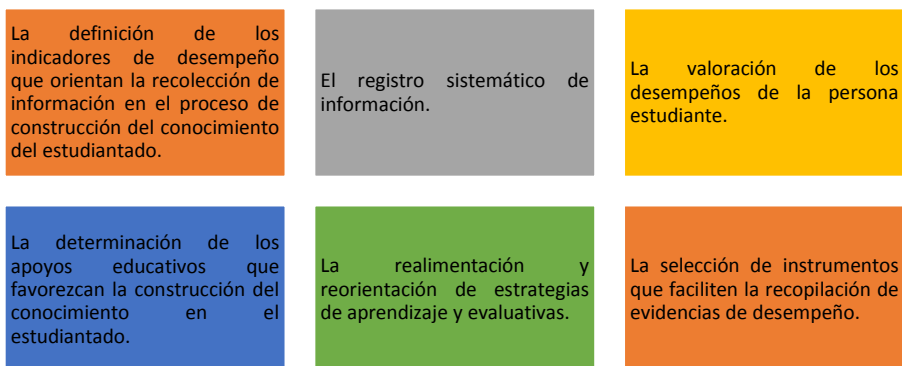 La definición de los
indicadores de desempeño
que orientan la recolección de
información en el proceso de
construcción del conocimiento
del estudiantado.
El registro sistemático de
información.
La valoración de los
desempeños de la persona
estudiante.
La determinación de los
apoyos educativos que
favorezcan la construcción del
conocimiento en el
estudiantado.
La realimentación y
reorientación de estrategias
de aprendizaje y evaluativas.
La selección de instrumentos
que faciliten la recopilación de
evidencias de desempeño.